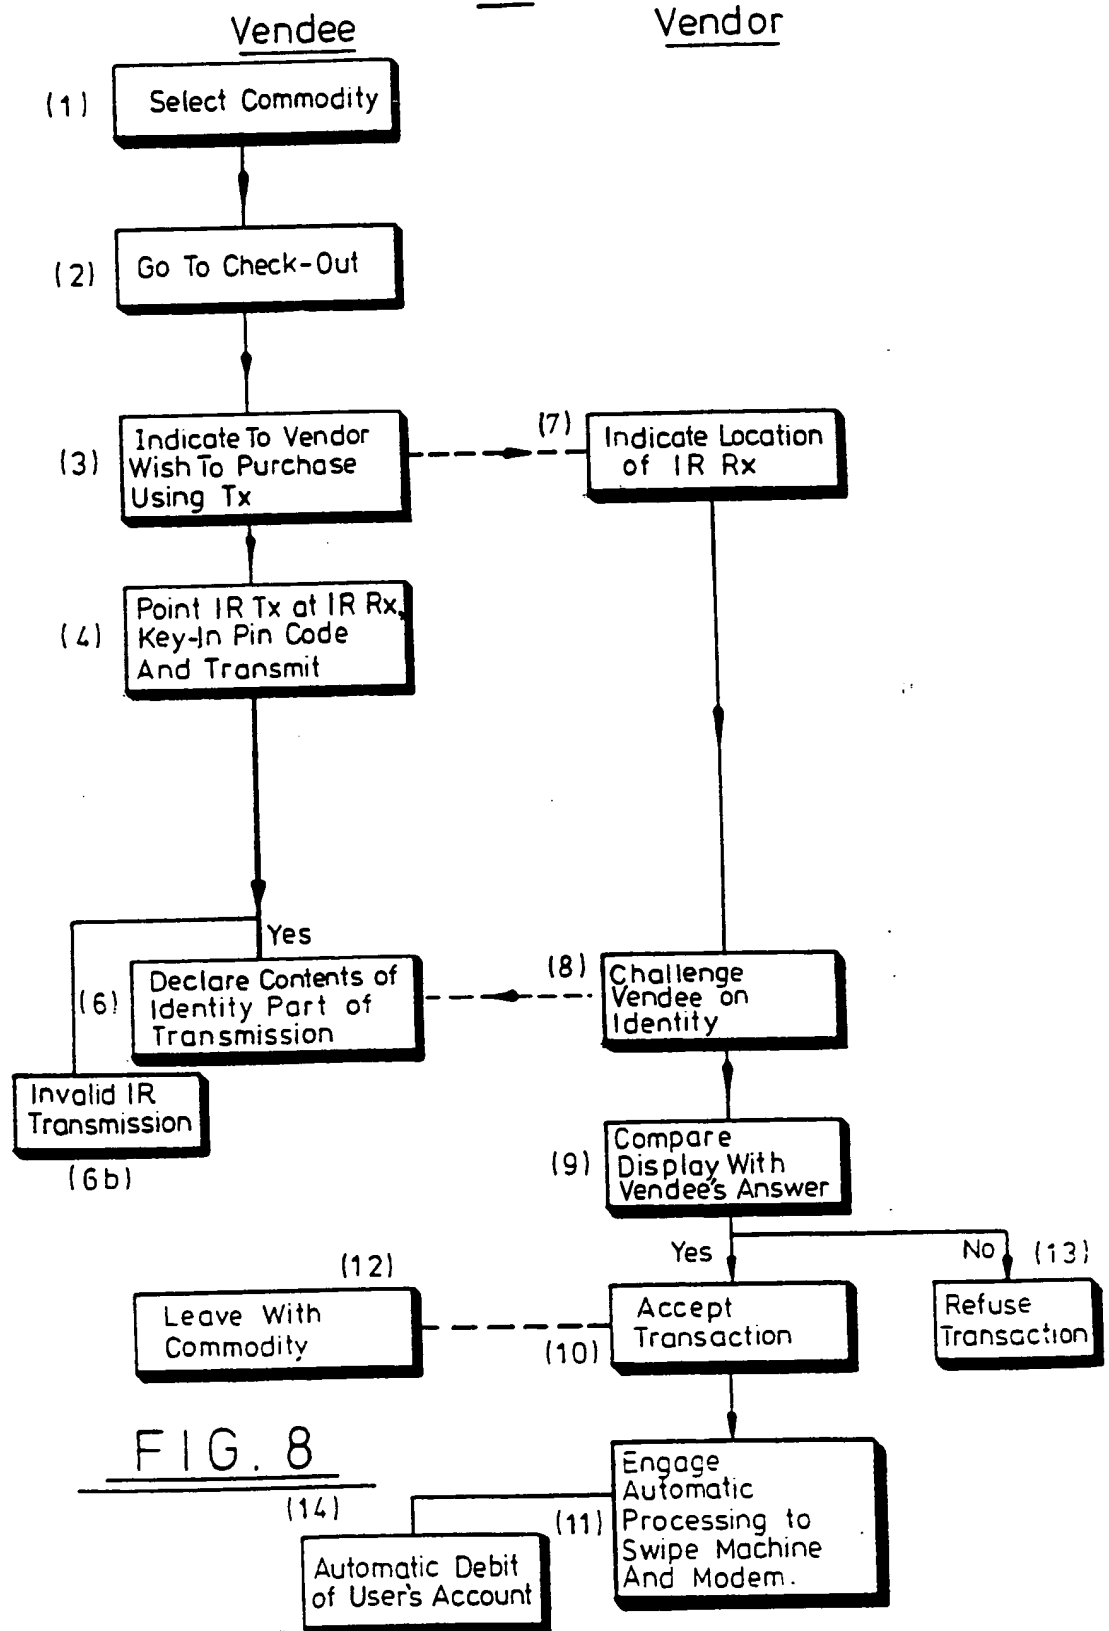 Vendee
Vendor
(1)
Select Commodity
(2)
Go To Check-Out
(3)
Indicate To Vendor
Wish To Purchase
Using Tx
(7)
Indicate Location
of IR Rx
(4)
Point IR Tx at IR Rx,
Key-In Pin Code
And Transmit
Yes
(6)
Declare Contents of
Identity Part of
Transmission
(8)
Challenge
Vendee on
Identity
Invalid IR
Transmission
(6b)
(9)
Compare
Display With
Vendee's Answer
Yes
No
(13)
(12)
Leave With
Commodity
Accept
Transaction
(10)
Refuse
Transaction
FIG. 8
(14)
Automatic Debit
of User's Account
(11)
Engage
Automatic
Processing to
Swipe Machine
And Modem.